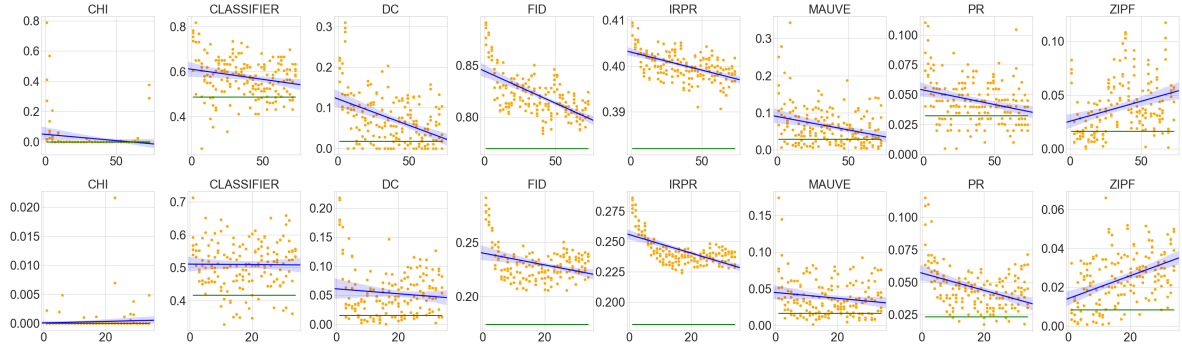 CHI CLASSIFIER DC FID IRPR MAUVE PR ZIPF
0.8 0.6 0.4 0.2 0.0
0 50
0.8 0.6 0.4
0 50
0.3 0.2 0.1 0.0
0 50
0.85 0.80
0 50
0.41 0.40 0.39
0 50
0.3 0.2 0.1 0.0
0 50
0.100 0.075 0.050 0.025 0.000
0 50
0.10 0.05 0.00
0 50
CHI CLASSIFIER DC FID IRPR MAUVE PR ZIPF
0.020 0.015 0.010 0.005 0.000
0 20
0.7 0.6 0.5 0.4
0 20
0.20 0.15 0.10 0.05 0.00
0 20
0.25 0.20
0 20
0.275 0.250 0.225 0.200
0 20
0.15 0.10 0.05 0.00
0 20
0.100 0.075 0.050 0.025
0 20
0.06 0.04 0.02 0.00
0 20